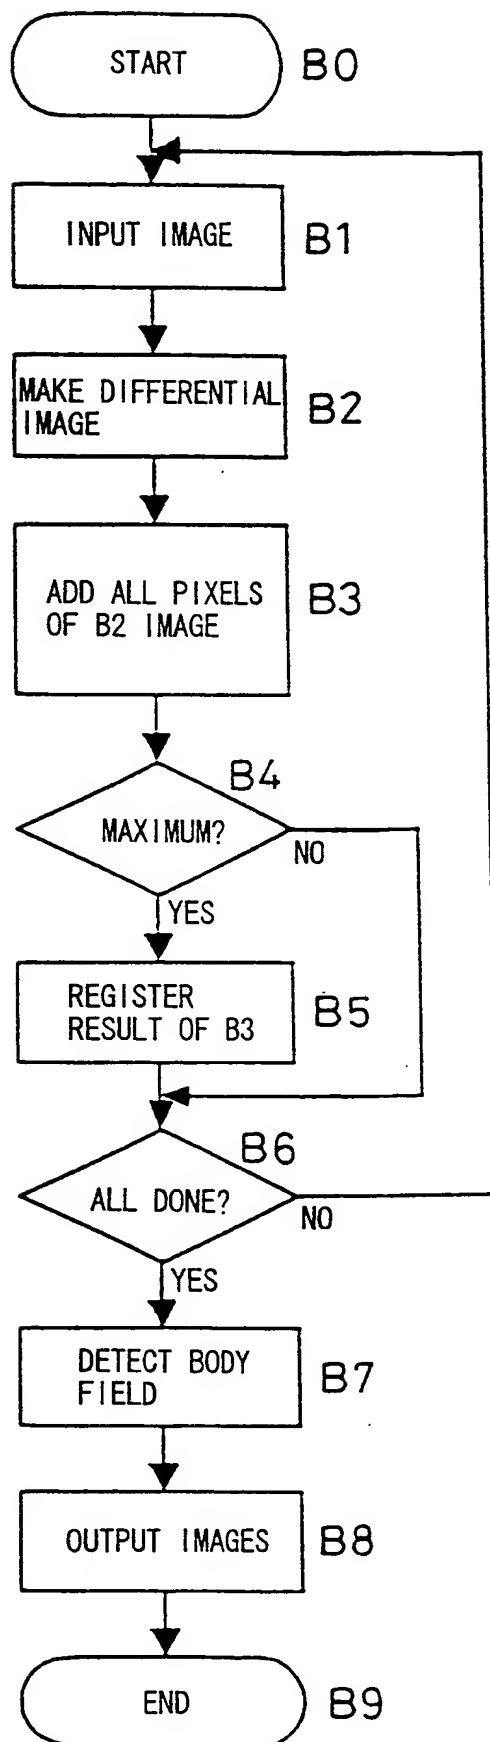 START B0
INPUT IMAGE B1
MAKE DIFFERENTIAL
IMAGE
B2
ADD ALL PIXELS
OF B2 IMAGE
B3
B4
MAXIMUM?
NO
YES
REGISTER
RESULT OF B3
B5
B6
ALL DONE?
NO
YES
DETECT BODY
FIELD
B7
OUTPUT IMAGES B8
END B9